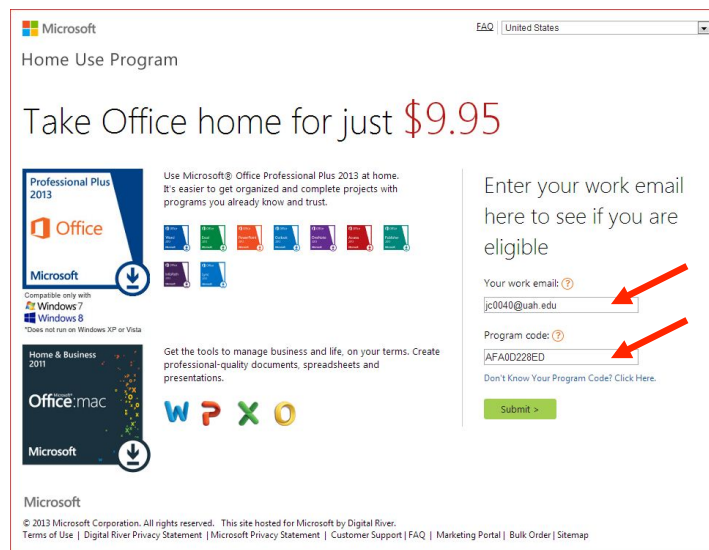 Microsoft
FAQ United States
Home Use Program
Take Office home for just $9.95
Professional Plus
2013
Office
Microsoft
Compatible only with
Windows 7
Windows 8
*Does not run on Windows XP or Vista
Use Microsoft® Office Professional Plus 2013 at home.
It's easier to get organized and complete projects with
programs you already know and trust.
Home & Business
2011
Office:mac
Microsoft
Get the tools to manage business and life, on your terms. Create
professional-quality documents, spreadsheets and
presentations.
W P X O
Enter your work email
here to see if you are
eligible
Your work email: ?
jc0040@uah.edu
Program code: ?
AFA0D228ED
Don't Know Your Program Code? Click Here.
Submit >
Microsoft
© 2013 Microsoft Corporation. All rights reserved. This site hosted for Microsoft by Digital River.
Terms of Use | Digital River Privacy Statement | Microsoft Privacy Statement | Customer Support | FAQ | Marketing Portal | Bulk Order | Sitemap